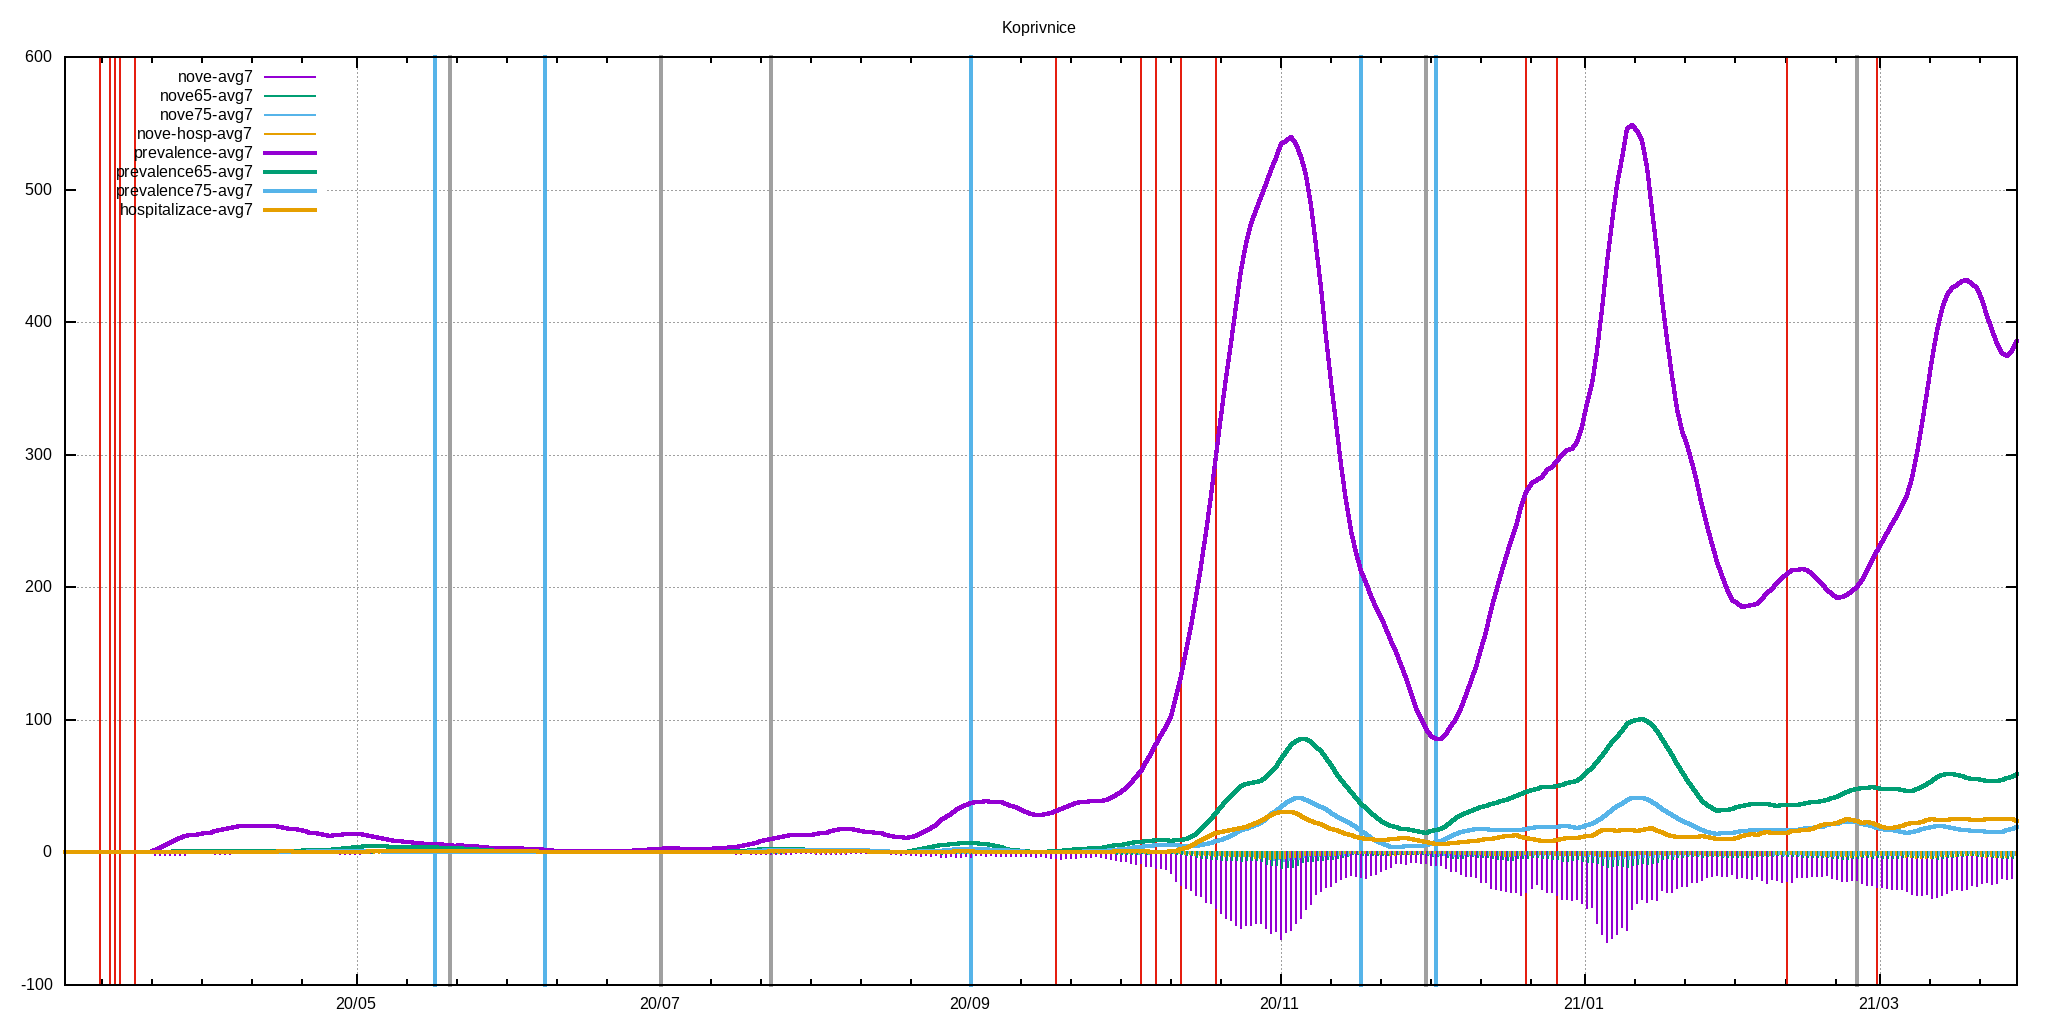 Koprivnice
600
500
400
300
200
100
0
-100
nove-avg7
nove65-avg7
nove75-avg7
nove-hosp-avg7
prevalence-avg7
prevalence65-avg7
prevalence75-avg7
hospitalizace-avg7
20/05
20/07
20/09
20/11
21/01
21/03